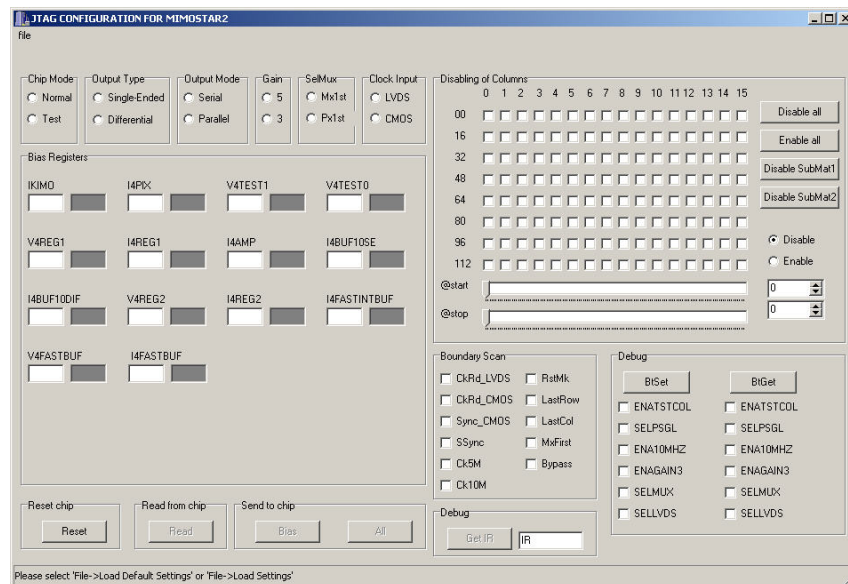 JTAG CONFIGURATION FOR MIMOSTAR2
file
Chip Mode
Normal
Test
Output Type
Single-Ended
Differential
Output Mode
Serial
Parallel
Gain
5
3
SelMux
Mx1st
Px1st
Clock Input
LVDS
CMOS
Bias Registers
IKIMO I4PIX V4TEST1 V4TEST0
V4REG1 I4REG1 I4AMP I4BUF10SE
I4BUF10DIF V4REG2 I4REG2 I4FASTINTBUF
V4FASTBUF I4FASTBUF
Reset chip
Reset
Read from chip
Read
Send to chip
Bias All
Disabling of Columns
0 1 2 3 4 5 6 7 8 9 10 11 12 13 14 15
00
16
32
48
64
80
96
112
@start
@stop
Disable all
Enable all
Disable SubMat1
Disable SubMat2
Disable
Enable
0
0
Boundary Scan
CkRd_LVDS RstMk
CkRd_CMOS LastRow
Sync_CMOS LastCol
SSync MxFirst
Ck5M Bypass
Ck10M
Debug
Get IR IR
Debug
BtSet BtGet
ENATSTCOL ENATSTCOL
SELPSGL SELPSGL
ENA10MHZ ENA10MHZ
ENAGAIN3 ENAGAIN3
SELMUX SELMUX
SELLVDS SELLVDS
Please select 'File->Load Default Settings' or 'File->Load Settings'